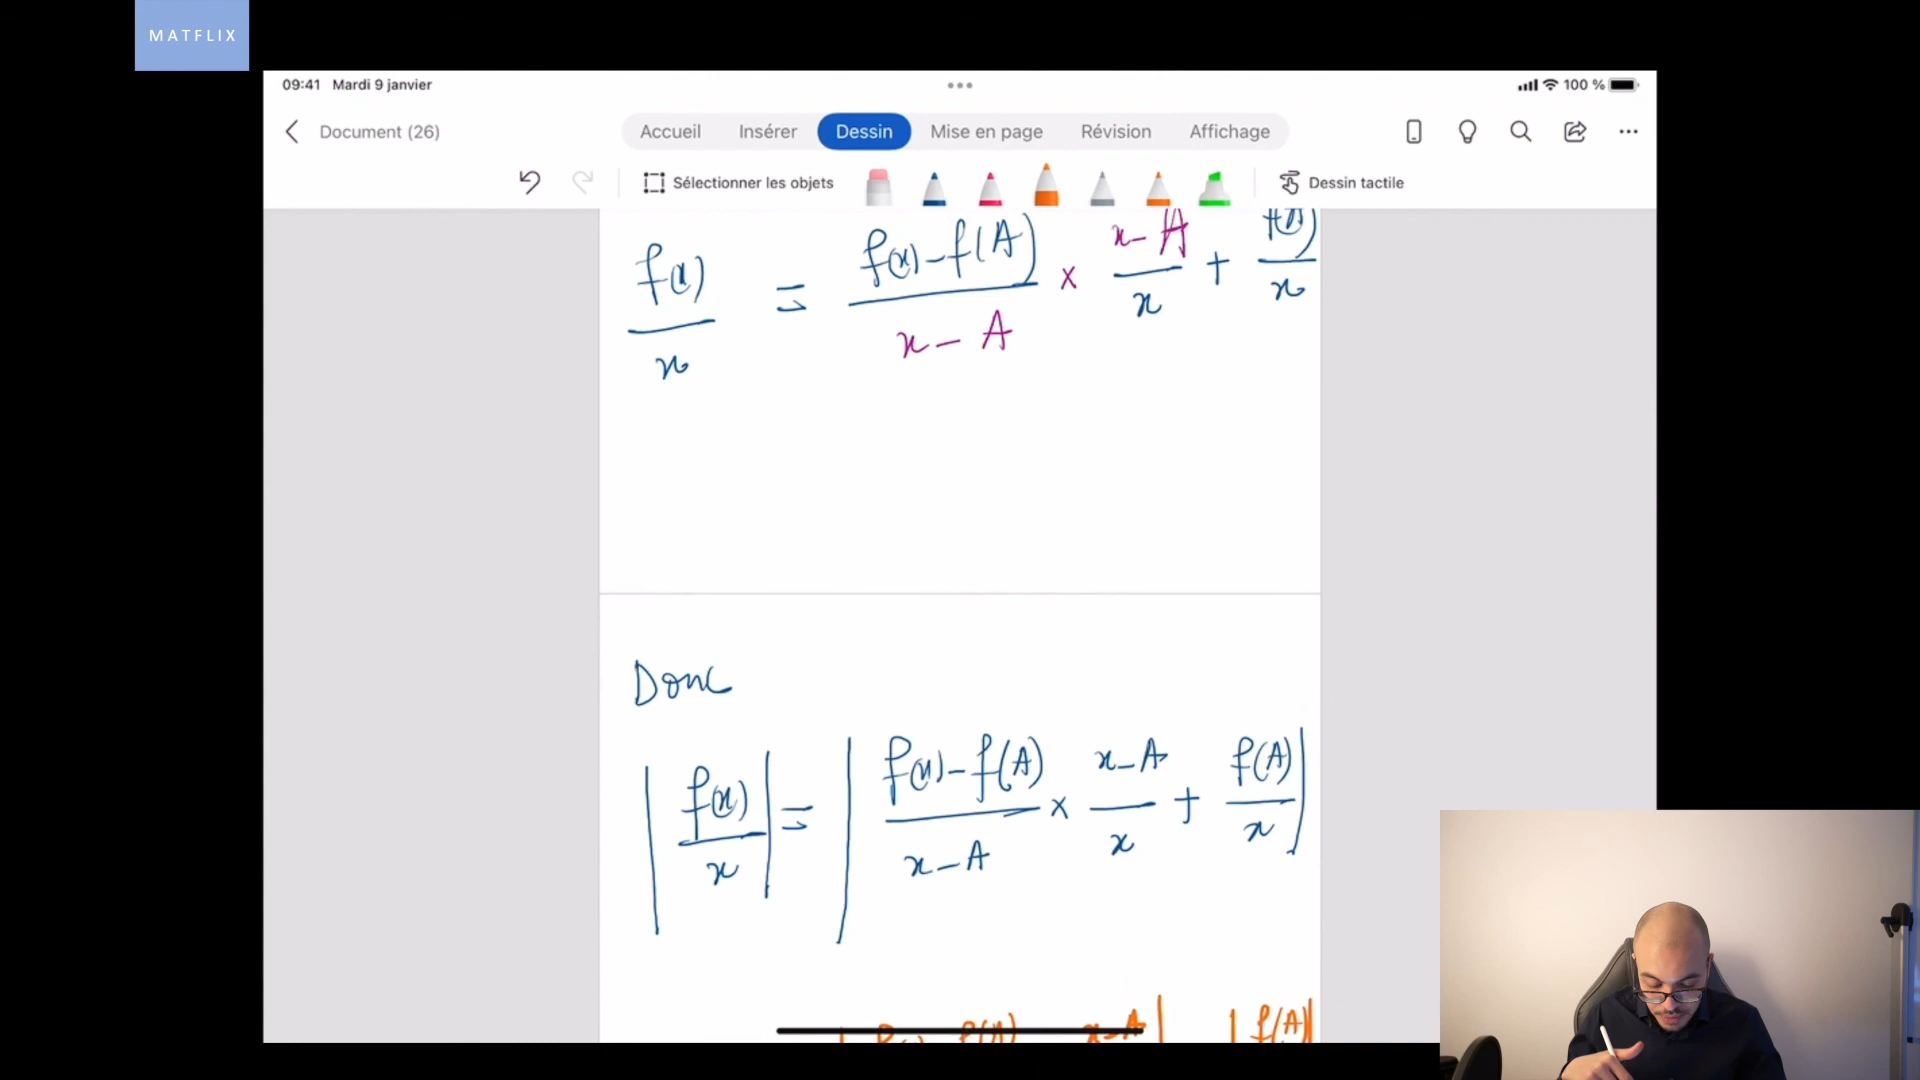 MATFLIX
09:41 Mardi 9 janvier 100 %
Document (26) Accueil Insérer Dessin Mise en page Révision Affichage
Sélectionner les objets Dessin tactile
f(x)/x = (f(x)-f(A))/(x-A) × (x-A)/x + f(A)/x
Donc
|f(x)/x| = |(f(x)-f(A))/(x-A) × (x-A)/x + f(A)/x|
f(A) x-A| |f(A)|